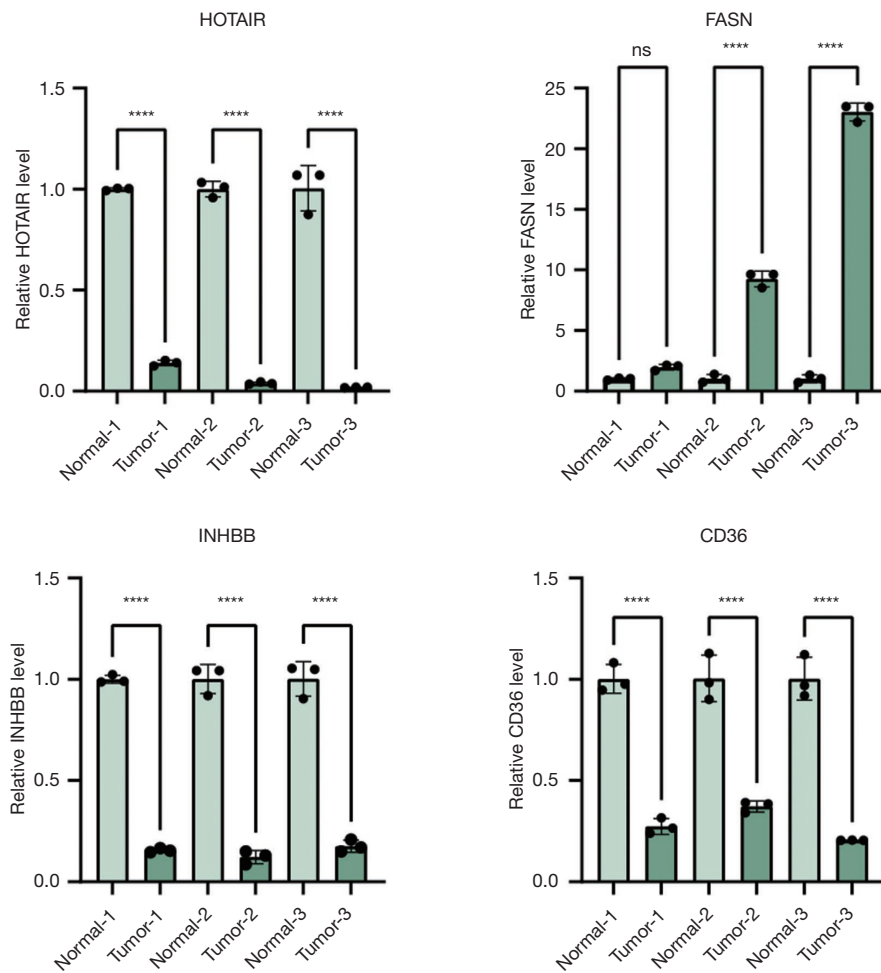 HOTAIR
Relative HOTAIR level
1.5
1.0
0.5
0.0
**** **** ****
Normal-1 Tumor-1 Normal-2 Tumor-2 Normal-3 Tumor-3
FASN
Relative FASN level
25
20
15
10
5
0
ns **** ****
Normal-1 Tumor-1 Normal-2 Tumor-2 Normal-3 Tumor-3
INHBB
Relative INHBB level
1.5
1.0
0.5
0.0
**** **** ****
Normal-1 Tumor-1 Normal-2 Tumor-2 Normal-3 Tumor-3
CD36
Relative CD36 level
1.5
1.0
0.5
0.0
**** **** ****
Normal-1 Tumor-1 Normal-2 Tumor-2 Normal-3 Tumor-3